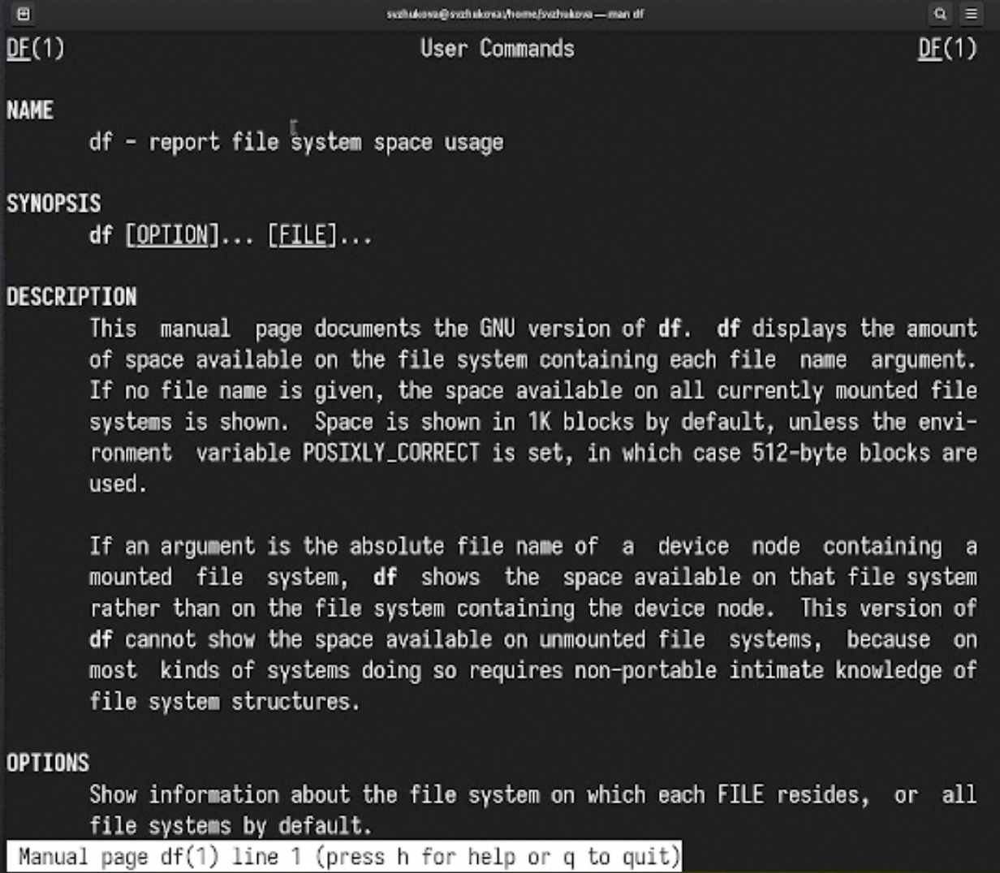 svzhukova@svzhukova:/home/svzhukova — man df
DF(1) User Commands DF(1)
NAME
df - report file system space usage
SYNOPSIS
df [OPTION]... [FILE]...
DESCRIPTION
This manual page documents the GNU version of df. df displays the amount
of space available on the file system containing each file name argument.
If no file name is given, the space available on all currently mounted file
systems is shown. Space is shown in 1K blocks by default, unless the envi-
ronment variable POSIXLY_CORRECT is set, in which case 512-byte blocks are
used.
If an argument is the absolute file name of a device node containing a
mounted file system, df shows the space available on that file system
rather than on the file system containing the device node. This version of
df cannot show the space available on unmounted file systems, because on
most kinds of systems doing so requires non-portable intimate knowledge of
file system structures.
OPTIONS
Show information about the file system on which each FILE resides, or all
file systems by default.
Manual page df(1) line 1 (press h for help or q to quit)